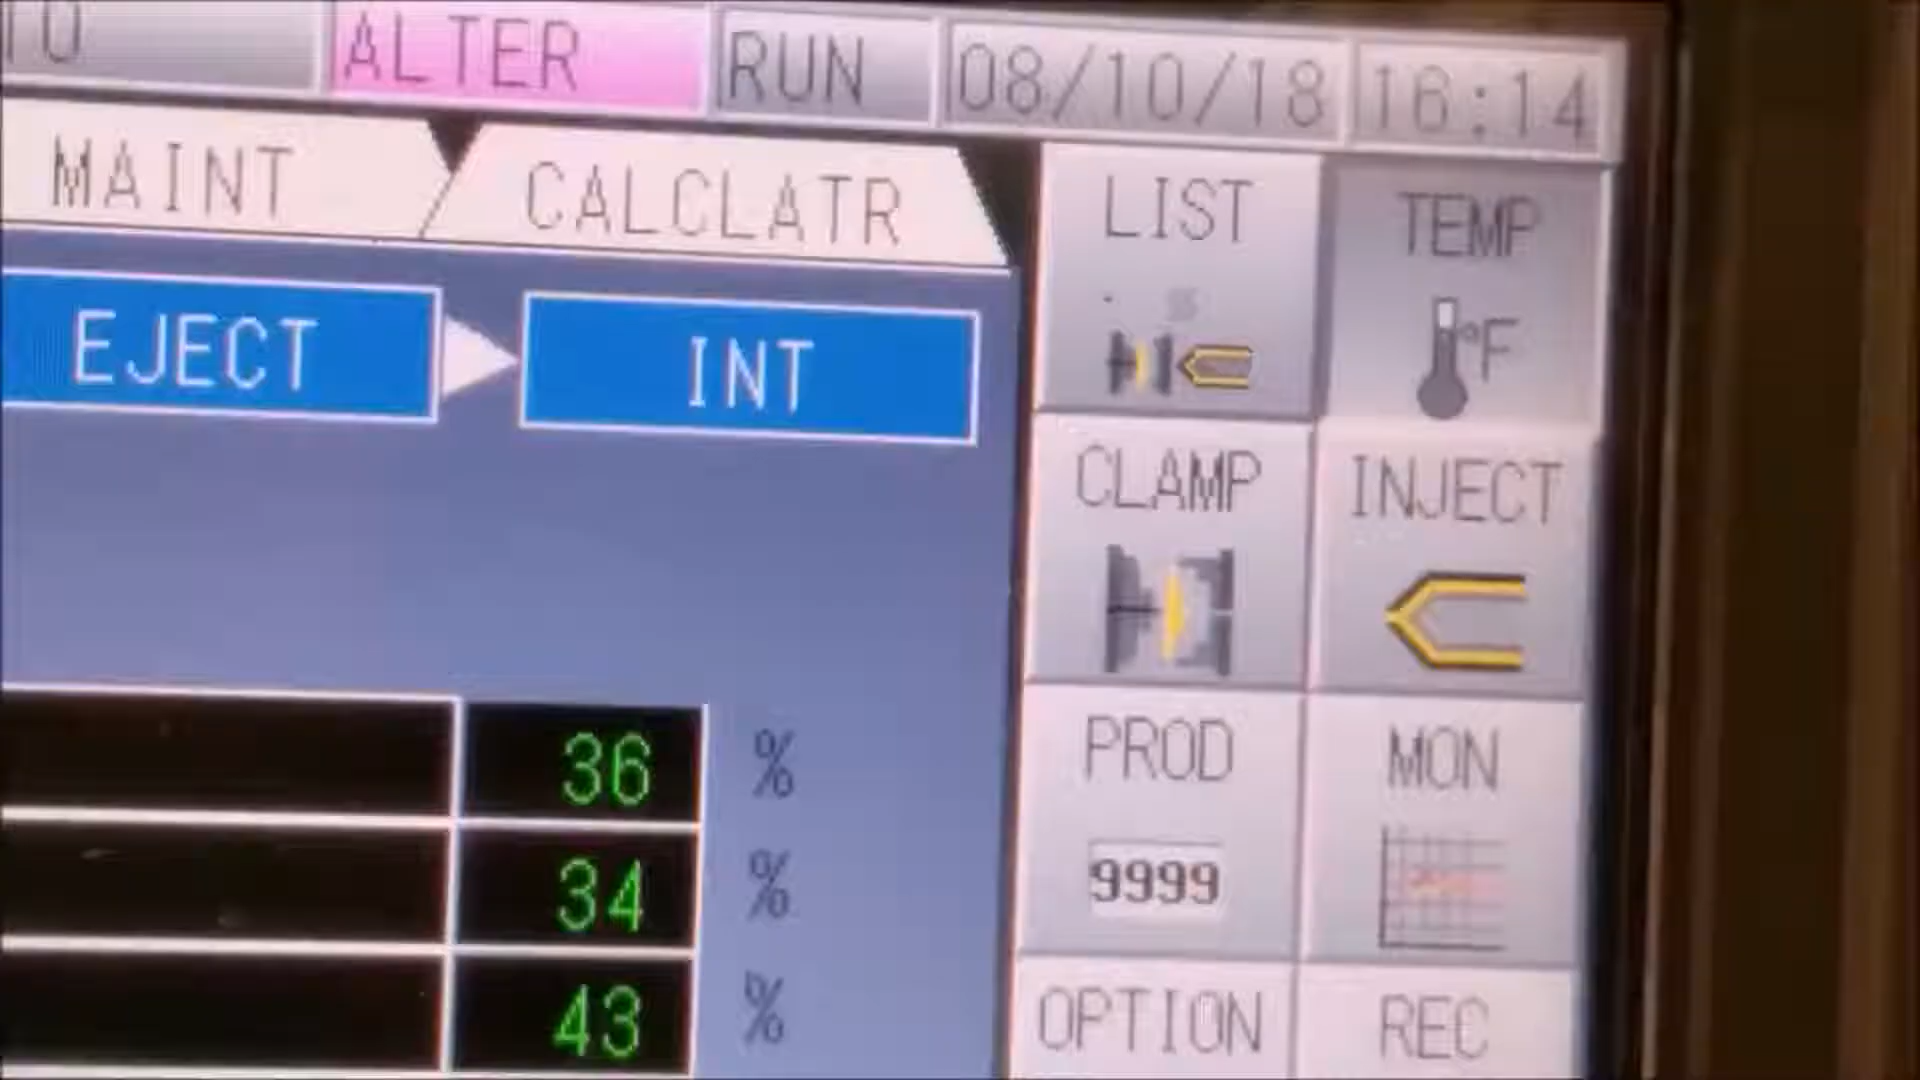 ALTER RUN 08/10/18 16:14
MAINT CALCLATR
LIST TEMP
°F
EJECT INT
CLAMP INJECT
36 %
PROD MON
34 %
9999
43 %
OPTION REC